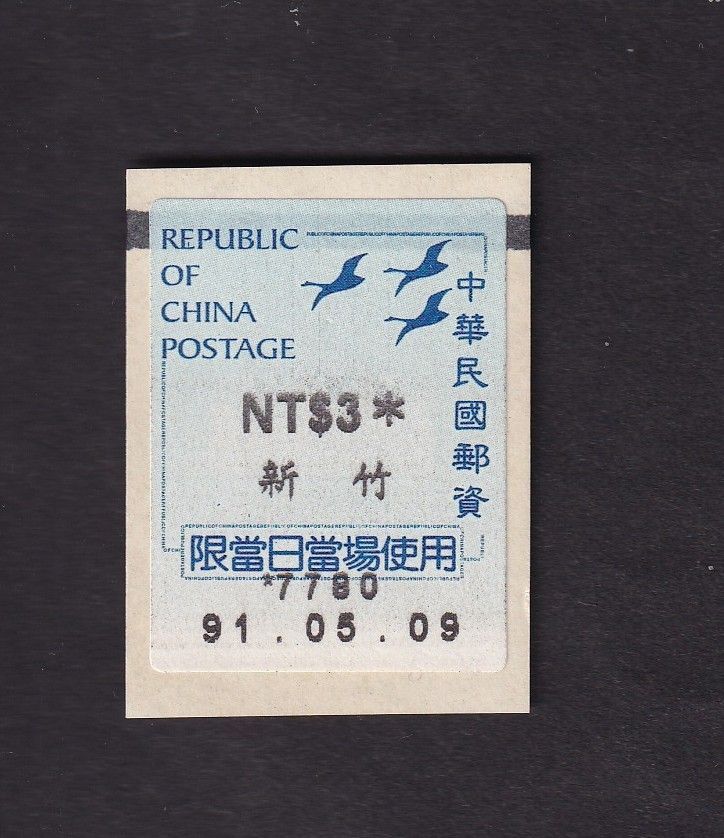 REPUBLIC
OF
CHINA
POSTAGE
中華民國郵資
NT$3*
新竹
限當日當場使用
*7780
91.05.09